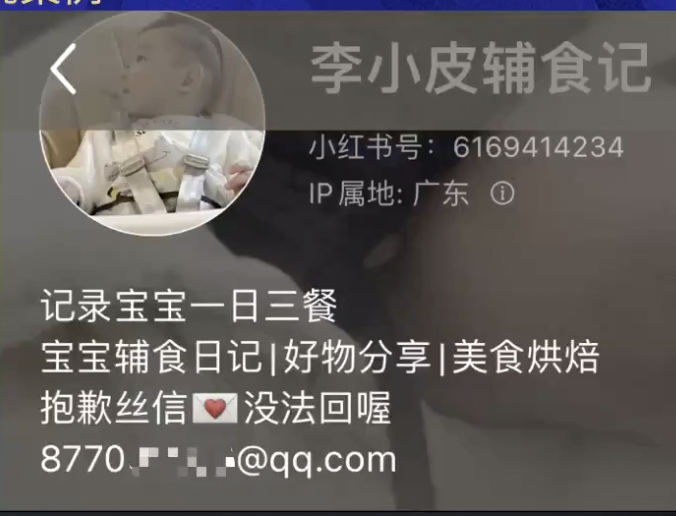 李小皮辅食记
小红书号：6169414234
IP属地：广东
记录宝宝一日三餐
宝宝辅食日记|好物分享|美食烘焙
抱歉丝信💌没法回喔
8770 @qq.com